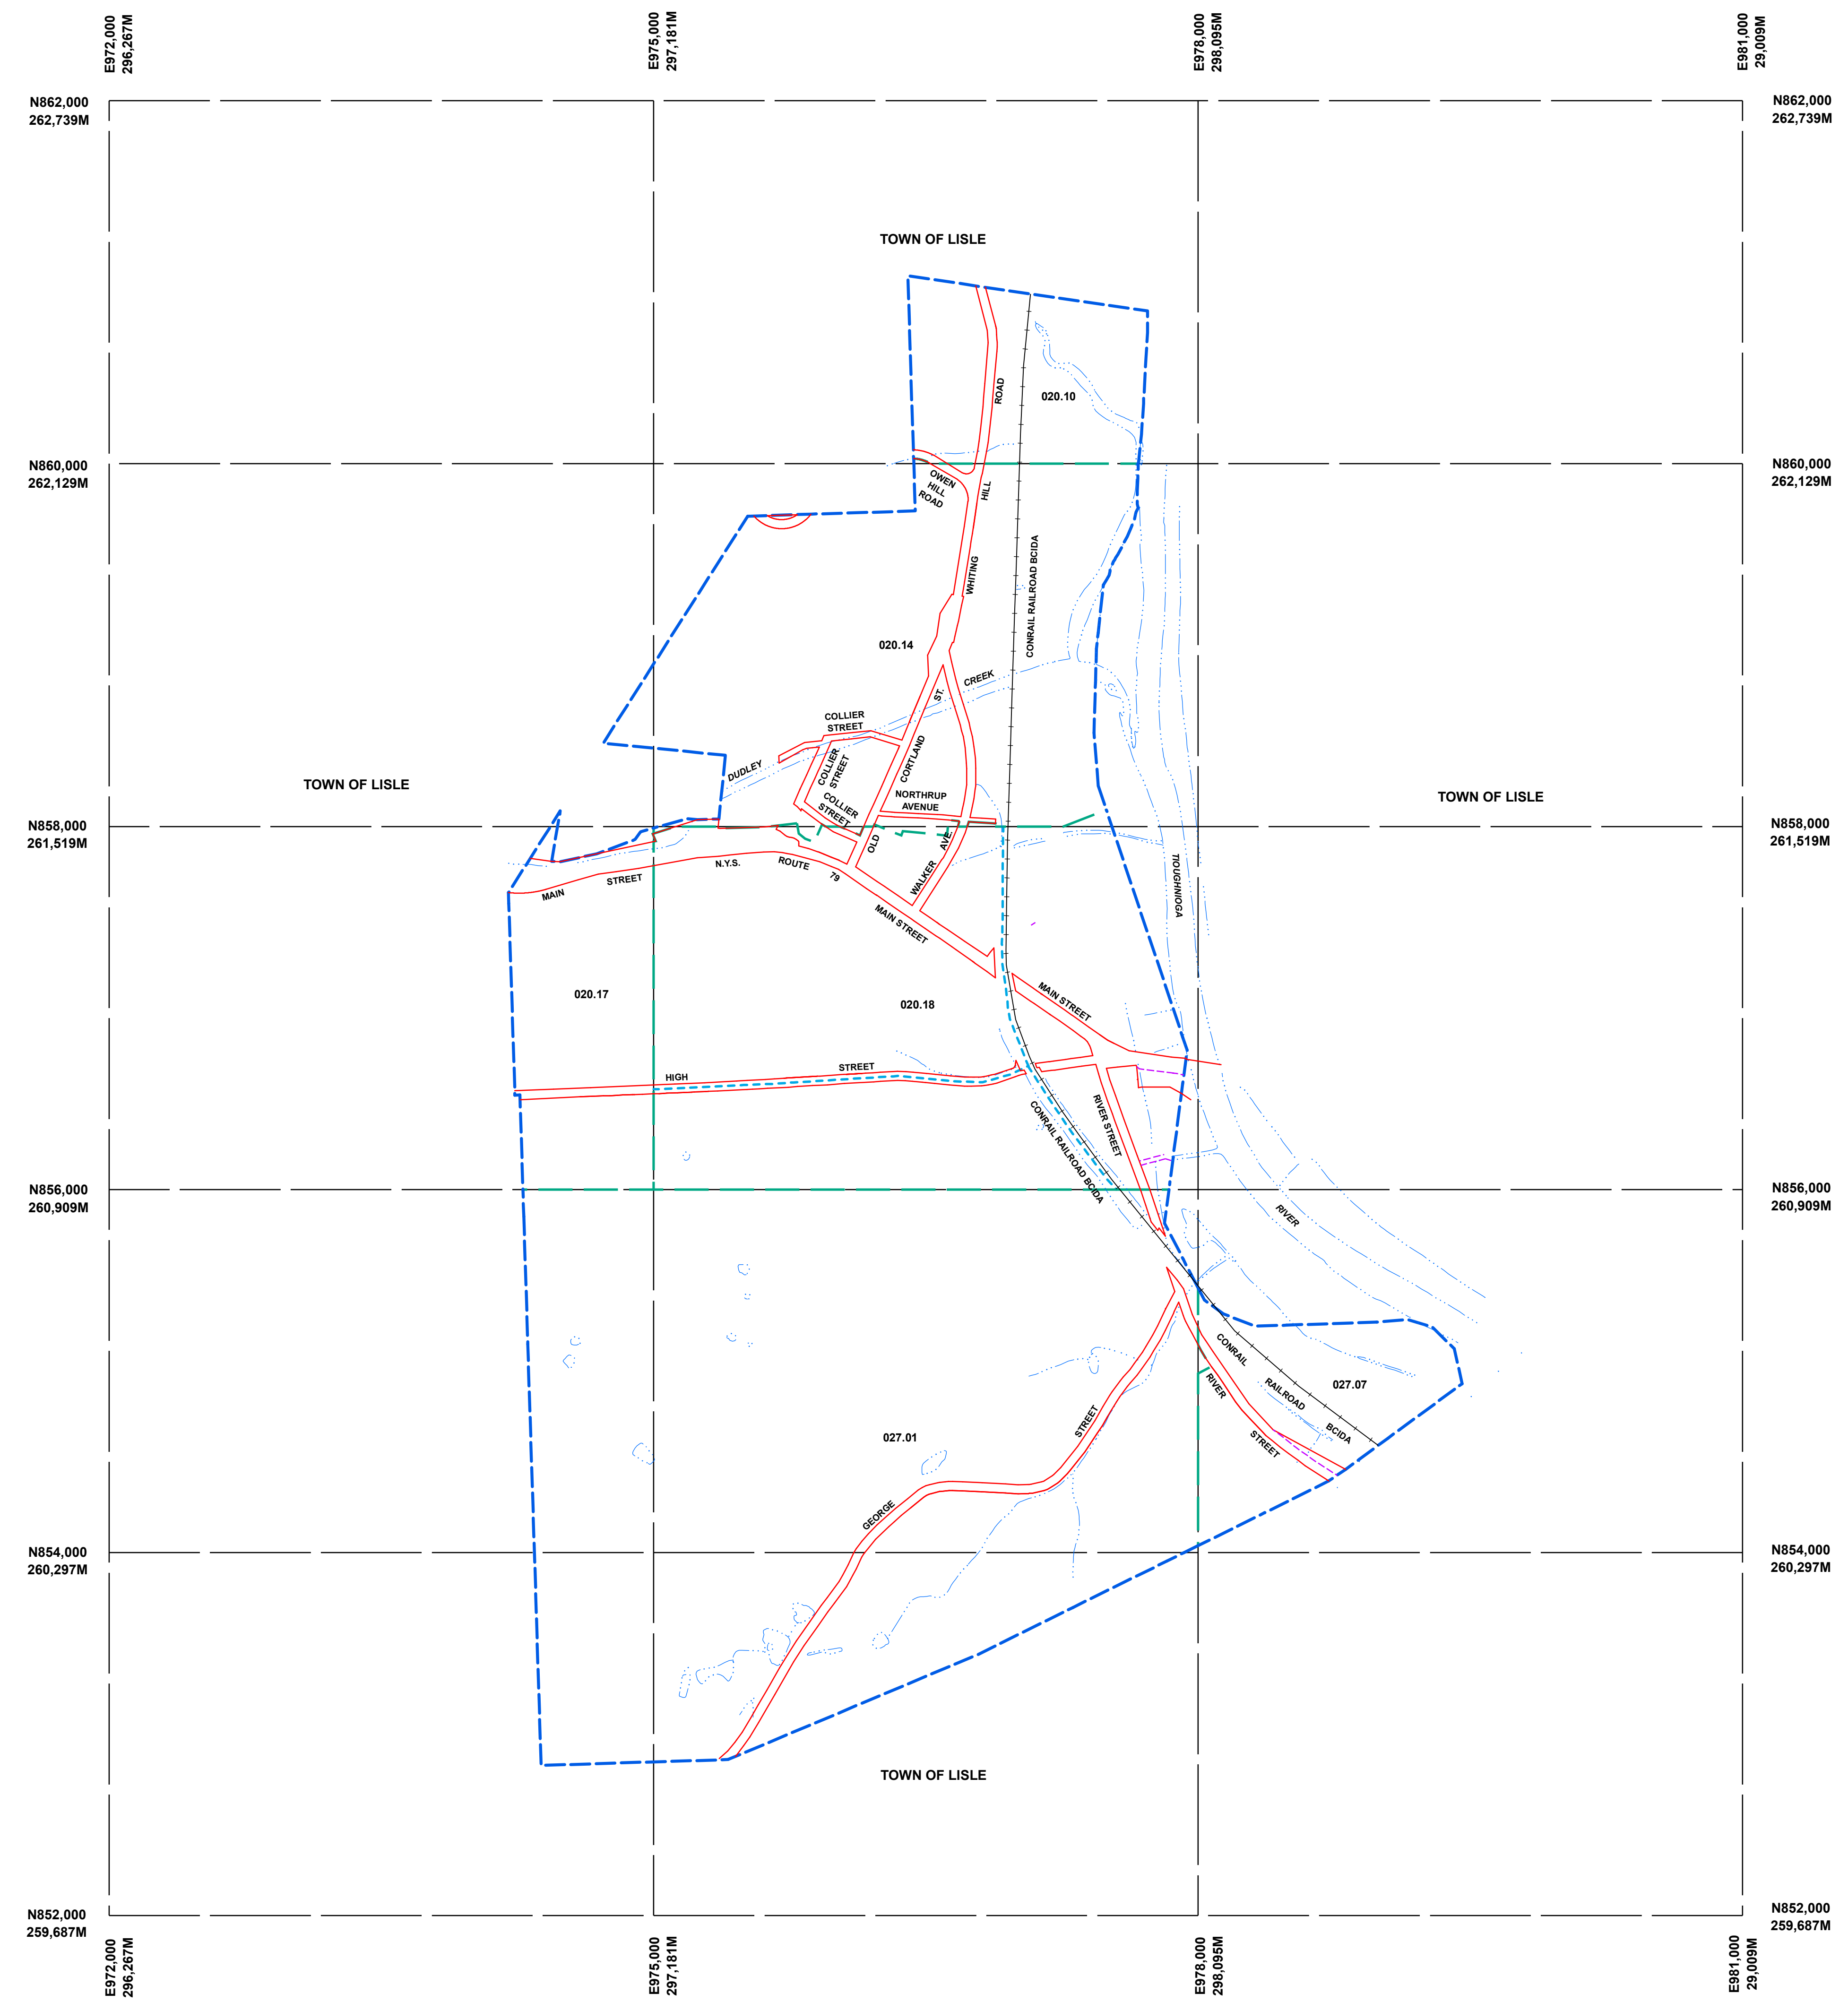 E972,000
296,267M
E975,000
297,181M
E978,000
298,095M
E981,000
29,009M
N862,000
262,739M
N862,000
262,739M
TOWN OF LISLE
ROAD
020.10
N860,000
262,129M
N860,000
262,129M
OWEN
HILL
ROAD
HILL
WHITING
CONRAIL RAILROAD BCIDA
020.14
CREEK
ST.
COLLIER
STREET
CORTLAND
COLLIER
STREET
DUDLEY
TOWN OF LISLE
TOWN OF LISLE
NORTHRUP
AVENUE
COLLIER
STREET
N858,000
261,519M
N858,000
261,519M
OLD
AVE.
WALKER
N.Y.S.
ROUTE
79
MAIN
STREET
TIOUGHNIOGA
MAIN STREET
020.17
020.18
MAIN STREET
HIGH
STREET
RIVER STREET
CONRAIL RAILROAD BCIDA
N856,000
260,909M
N856,000
260,909M
RIVER
CONRAIL
RAILROAD
BCIDA
027.07
RIVER
STREET
STREET
027.01
GEORGE
N854,000
260,297M
N854,000
260,297M
TOWN OF LISLE
N852,000
259,687M
N852,000
259,687M
E972,000
296,267M
E975,000
297,181M
E978,000
298,095M
E981,000
29,009M